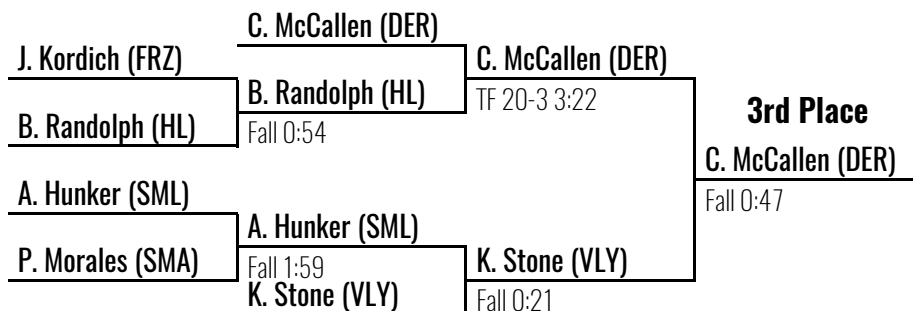 C. McCallen (DER)
J. Kordich (FRZ)
C. McCallen (DER)
B. Randolph (HL)
TF 20-3 3:22
3rd Place
B. Randolph (HL)
Fall 0:54
C. McCallen (DER)
A. Hunker (SML)
Fall 0:47
A. Hunker (SML)
P. Morales (SMA)
Fall 1:59
K. Stone (VLY)
K. Stone (VLY)
Fall 0:21